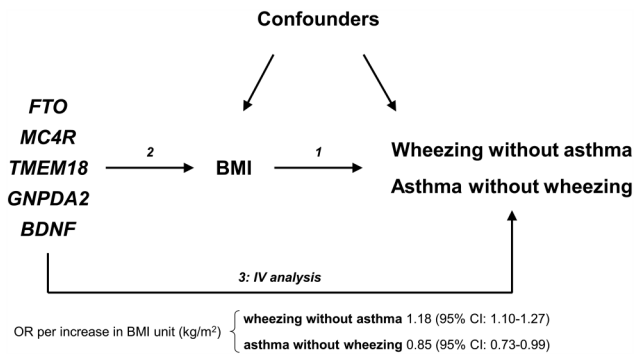 Confounders
FTO
MC4R
TMEM18
GNPDA2
BDNF
2
BMI
1
Wheezing without asthma
Asthma without wheezing
3: IV analysis
OR per increase in BMI unit (kg/m²)
wheezing without asthma 1.18 (95% CI: 1.10-1.27)
asthma without wheezing 0.85 (95% CI: 0.73-0.99)